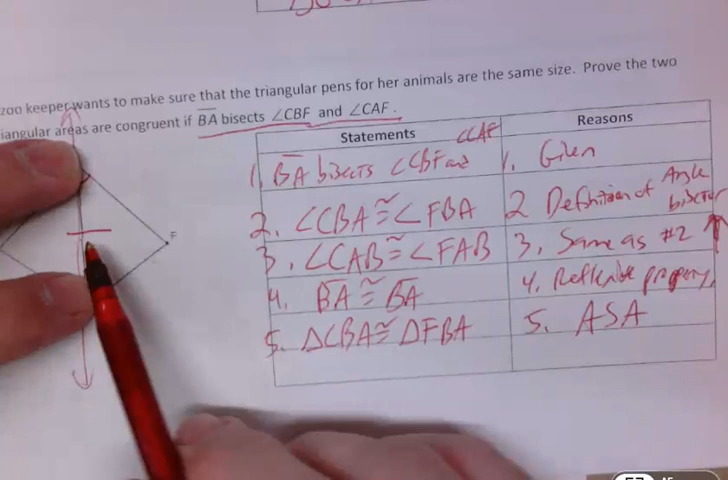 zoo keeper wants to make sure that the triangular pens for her animals are the same size. Prove the two
iangular areas are congruent if BA bisects ∠CBF and ∠CAF.
Statements
Reasons
1. BA bisects ∠CBF and ∠CAF
1. Given
2. ∠CBA ≅ ∠FBA
2 Definition of Angle bisector
3. ∠CAB ≅ ∠FAB
3. Same as #2 ↑
4. BA ≅ BA
4. Reflexive property
5. ΔCBA ≅ ΔFBA
5. ASA
F